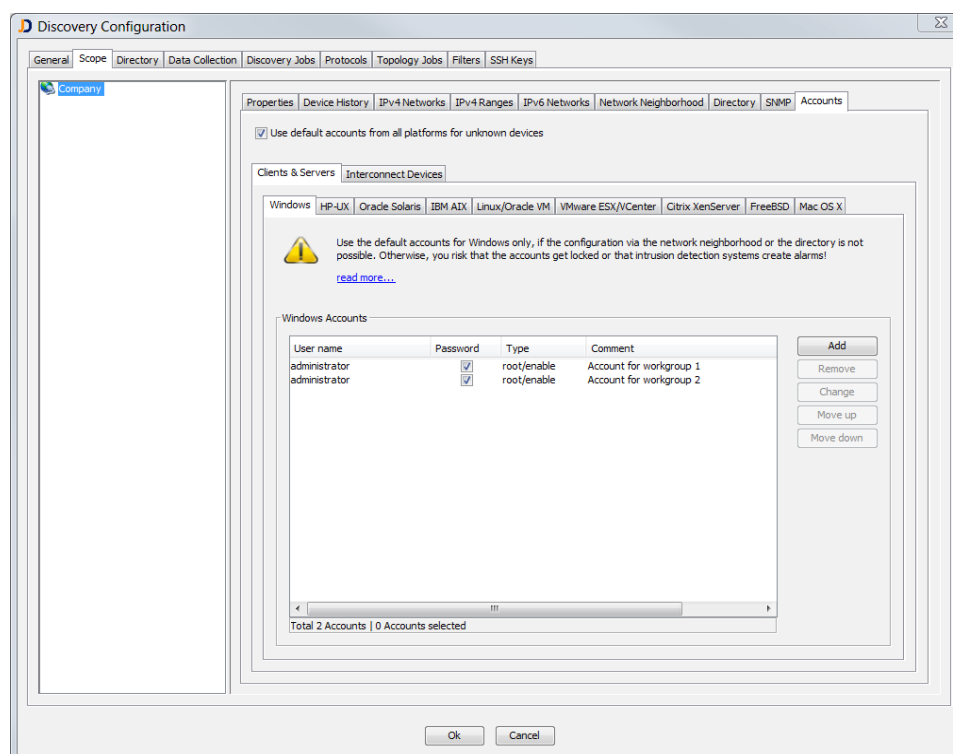 Discovery Configuration
General Scope Directory Data Collection Discovery Jobs Protocols Topology Jobs Filters SSH Keys
Company
Properties Device History IPv4 Networks IPv4 Ranges IPv6 Networks Network Neighborhood Directory SNMP Accounts
Use default accounts from all platforms for unknown devices
Clients & Servers Interconnect Devices
Windows HP-UX Oracle Solaris IBM AIX Linux/Oracle VM VMware ESX/VCenter Citrix XenServer FreeBSD Mac OS X
Use the default accounts for Windows only, if the configuration via the network neighborhood or the directory is not
possible. Otherwise, you risk that the accounts get locked or that intrusion detection systems create alarms!
read more...
Windows Accounts
User name Password Type Comment
administrator root/enable Account for workgroup 1
administrator root/enable Account for workgroup 2
Add
Remove
Change
Move up
Move down
Total 2 Accounts | 0 Accounts selected
Ok Cancel